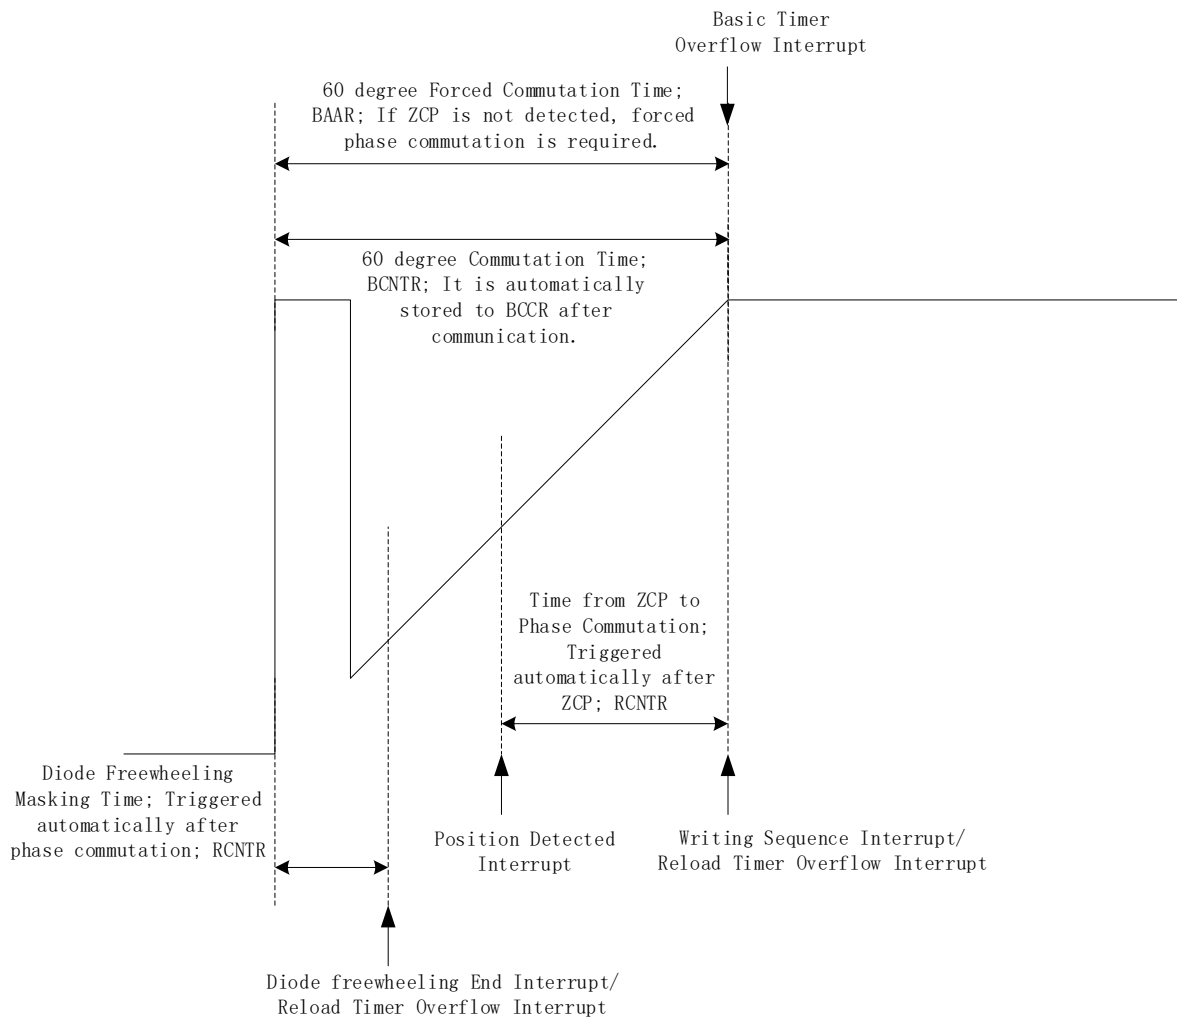 Basic Timer
Overflow Interrupt
60 degree Forced Commutation Time;
BAAR; If ZCP is not detected, forced
phase commutation is required.
60 degree Commutation Time;
BCNTR; It is automatically
stored to BCCR after
communication.
Time from ZCP to
Phase Commutation;
Triggered
automatically after
ZCP; RCNTR
Diode Freewheeling
Masking Time; Triggered
automatically after
phase commutation; RCNTR
Position Detected
Interrupt
Writing Sequence Interrupt/
Reload Timer Overflow Interrupt
Diode freewheeling End Interrupt/
Reload Timer Overflow Interrupt